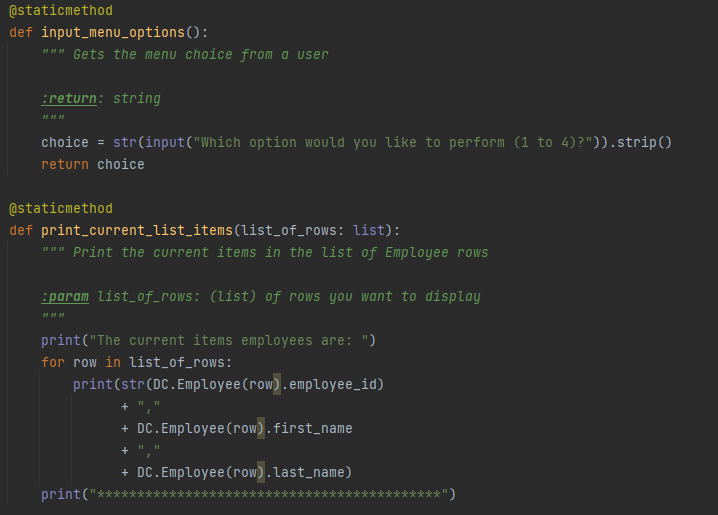 @staticmethod
def input_menu_options():
    """ Gets the menu choice from a user

    :return: string
    """
    choice = str(input("Which option would you like to perform (1 to 4)?")).strip()
    return choice

@staticmethod
def print_current_list_items(list_of_rows: list):
    """ Print the current items in the list of Employee rows

    :param list_of_rows: (list) of rows you want to display
    """
    print("The current items employees are: ")
    for row in list_of_rows:
        print(str(DC.Employee(row).employee_id)
              + ","
              + DC.Employee(row).first_name
              + ","
              + DC.Employee(row).last_name)
    print("*******************************************")